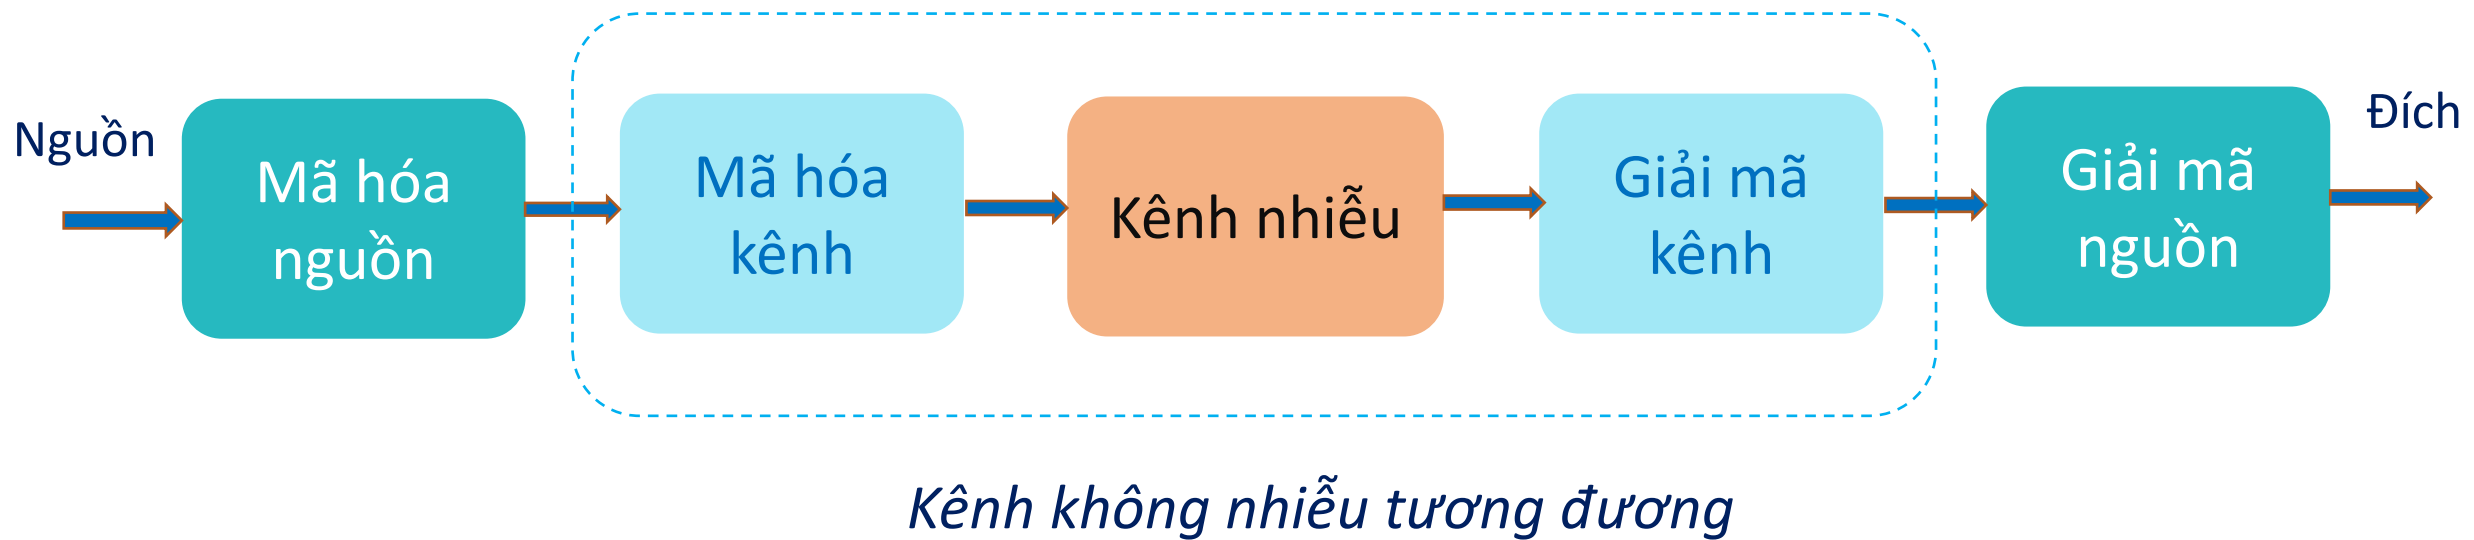 Nguồn
Mã hóa
nguồn
Mã hóa
kênh
Kênh nhiễu
Giải mã
kênh
Giải mã
nguồn
Đích
Kênh không nhiễu tương đương